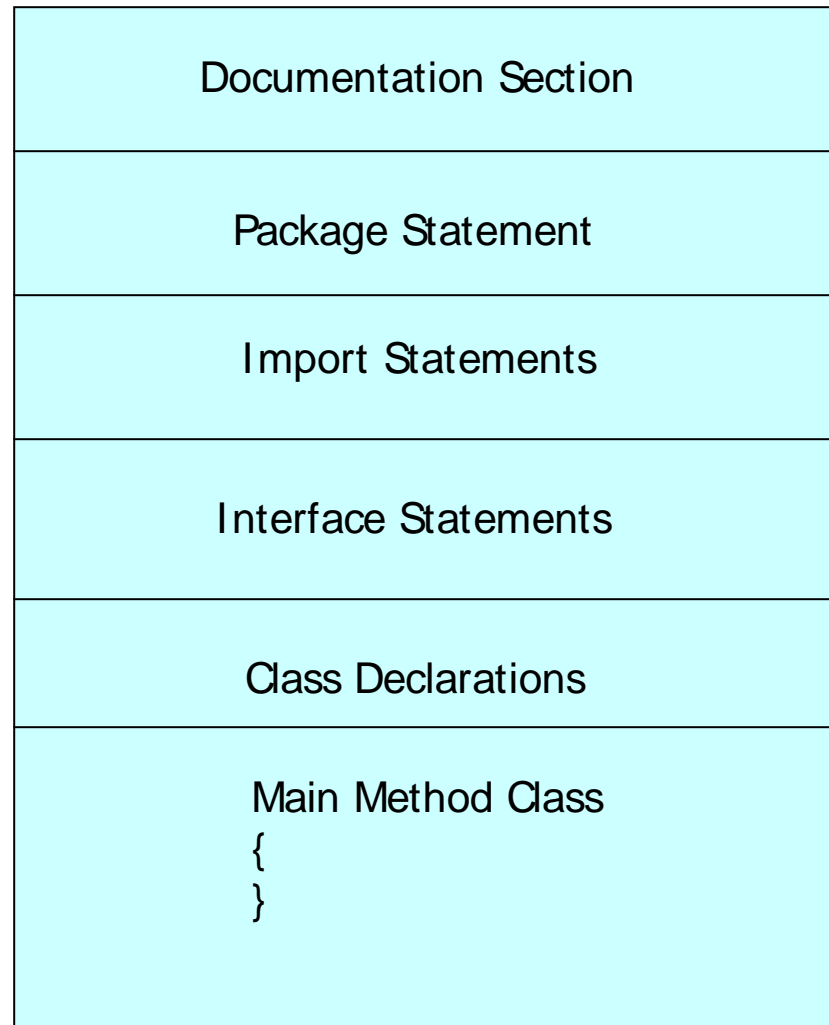 Documentation Section
Package Statement
Import Statements
Interface Statements
Class Declarations
Main Method Class
{
}